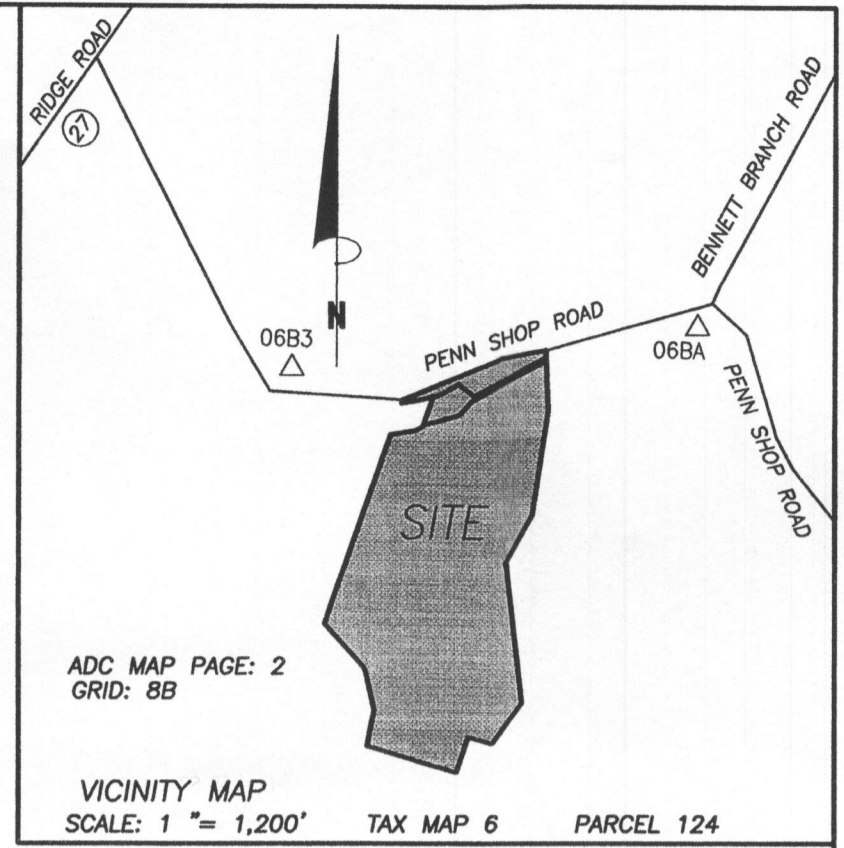 RIDGE ROAD
27
BENNETT BRANCH ROAD
N
06B3
PENN SHOP ROAD
06BA
PENN SHOP ROAD
SITE
ADC MAP PAGE: 2
GRID: 8B
VICINITY MAP
SCALE: 1 "= 1,200' TAX MAP 6 PARCEL 124